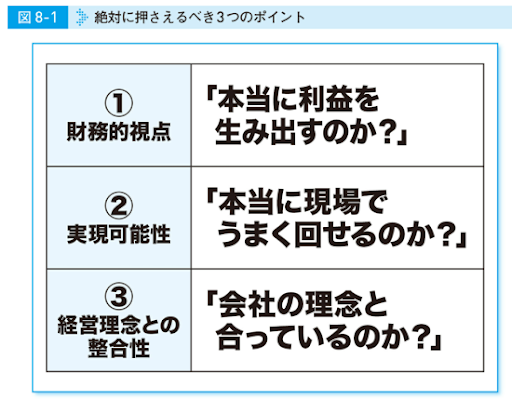 図8-1 絶対に押さえるべき3つのポイント
①
財務的視点
「本当に利益を
生み出すのか?」
②
実現可能性
「本当に現場で
うまく回せるのか?」
③
経営理念との
整合性
「会社の理念と
合っているのか?」